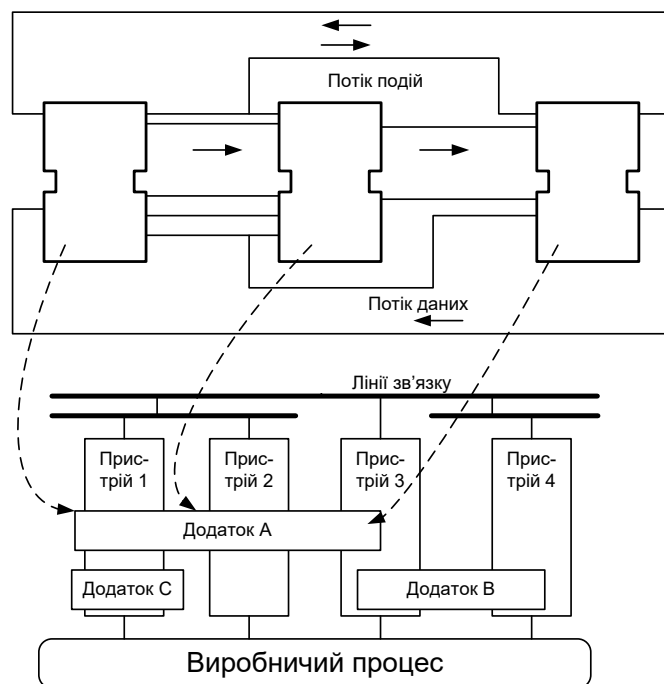 Потік подій
Потік даних
Лінії зв’язку
Прис-
трій 1
Прис-
трій 2
Прис-
трій 3
Прис-
трій 4
Додаток А
Додаток С
Додаток В
Виробничий процес